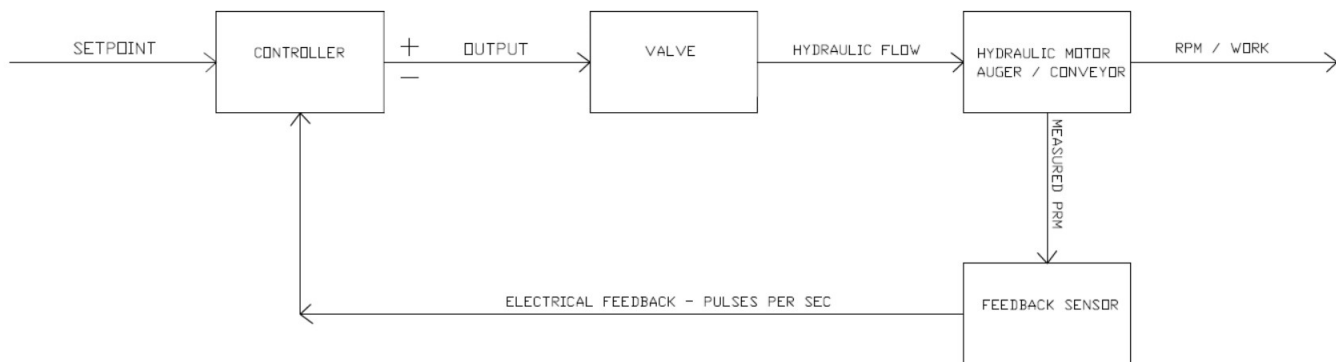 SETPOINT
CONTROLLER
+
−
OUTPUT
VALVE
HYDRAULIC FLOW
HYDRAULIC MOTOR
AUGER / CONVEYOR
RPM / WORK
MEASURED PRM
FEEDBACK SENSOR
ELECTRICAL FEEDBACK - PULSES PER SEC